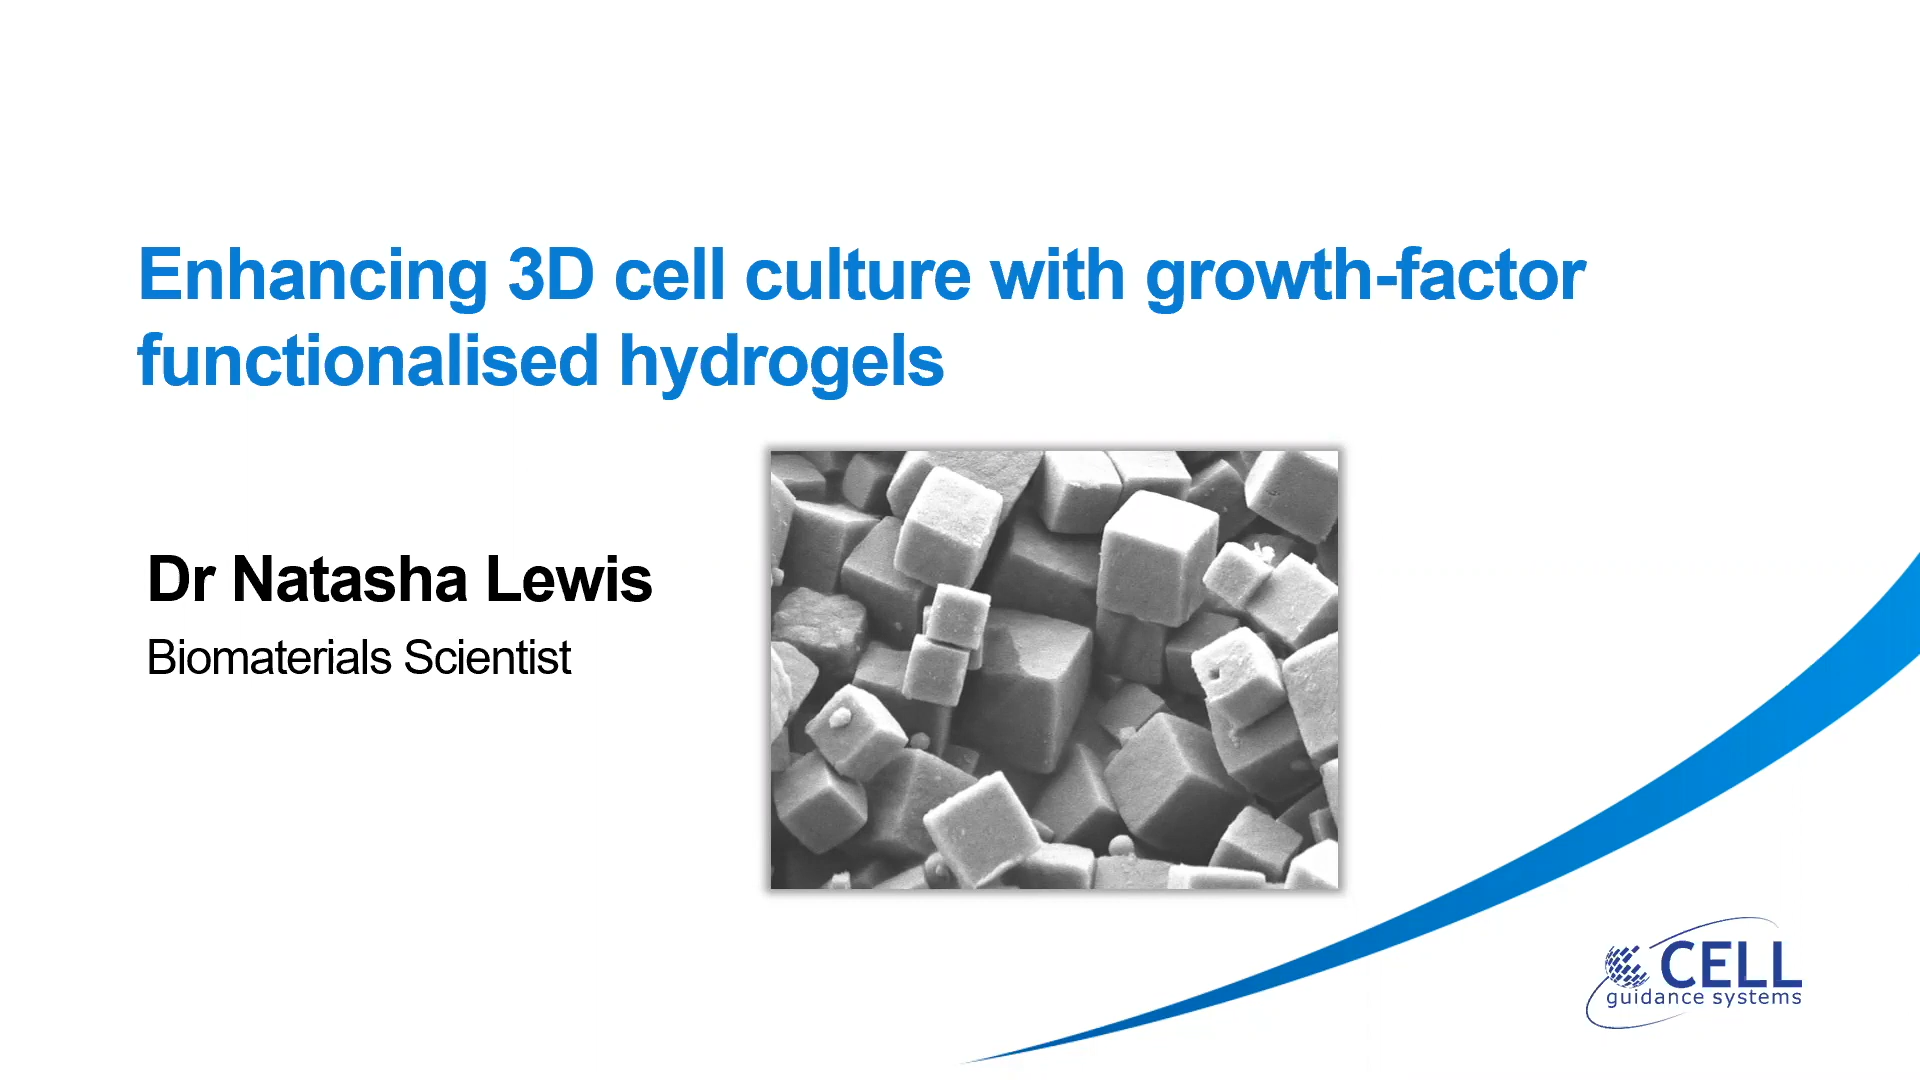 Enhancing 3D cell culture with growth-factor
functionalised hydrogels
Dr Natasha Lewis
Biomaterials Scientist
CELL
guidance systems